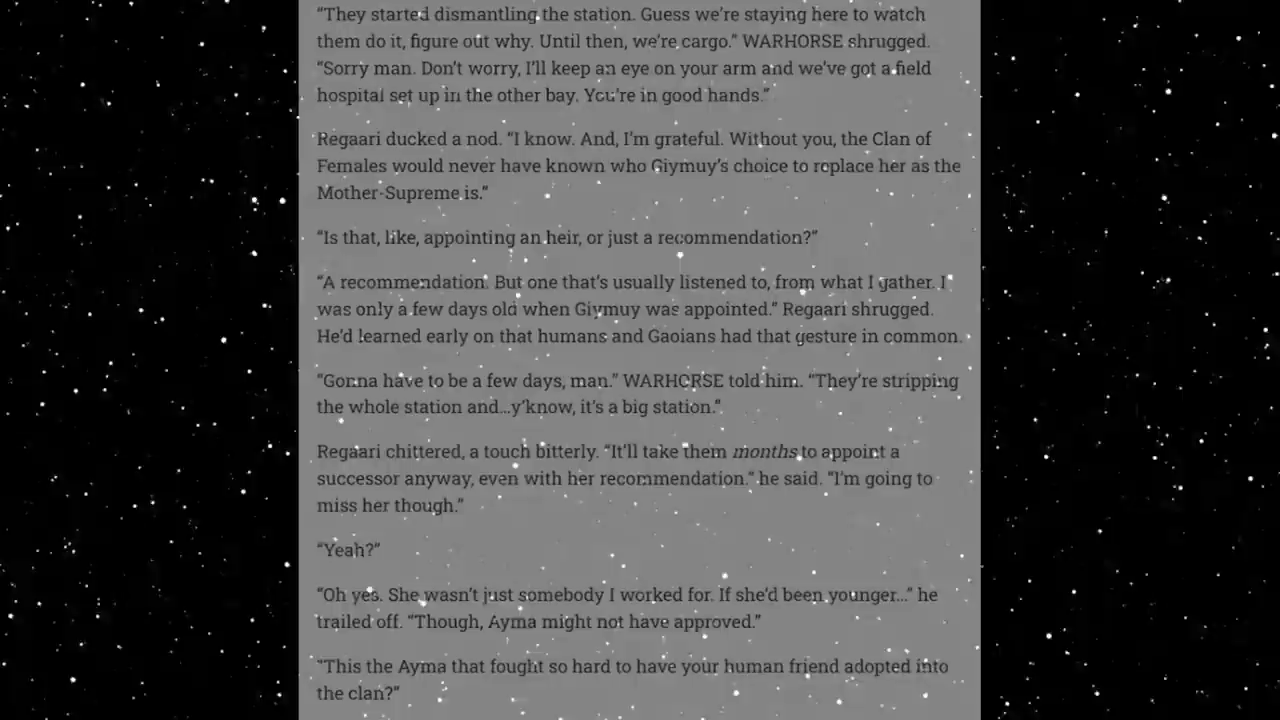 “They started dismantling the station. Guess we’re staying here to watch
them do it, figure out why. Until then, we’re cargo.” WARHORSE shrugged.
“Sorry man. Don’t worry, I’ll keep an eye on your arm and we’ve got a field
hospital set up in the other bay. You’re in good hands.”
Regaari ducked a nod. “I know. And, I’m grateful. Without you, the Clan of
Females would never have known who Giymuy’s choice to replace her as the
Mother-Supreme is.”
“Is that, like, appointing an heir, or just a recommendation?”
“A recommendation. But one that’s usually listened to, from what I gather. I
was only a few days old when Giymuy was appointed.” Regaari shrugged.
He’d learned early on that humans and Gaoians had that gesture in common.
“Gonna have to be a few days, man.” WARHORSE told him. “They’re stripping
the whole station and…y’know, it’s a big station.”
Regaari chittered, a touch bitterly. “It’ll take them months to appoint a
successor anyway, even with her recommendation.” he said. “I’m going to
miss her though.”
“Yeah?”
“Oh yes. She wasn’t just somebody I worked for. If she’d been younger…” he
trailed off. “Though, Ayma might not have approved.”
“This the Ayma that fought so hard to have your human friend adopted into
the clan?”